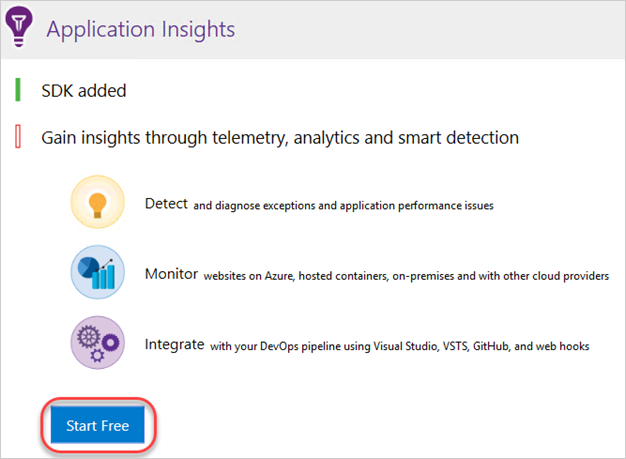 Application Insights
SDK added
Gain insights through telemetry, analytics and smart detection
Detect and diagnose exceptions and application performance issues
Monitor websites on Azure, hosted containers, on-premises and with other cloud providers
Integrate with your DevOps pipeline using Visual Studio, VSTS, GitHub, and web hooks
Start Free